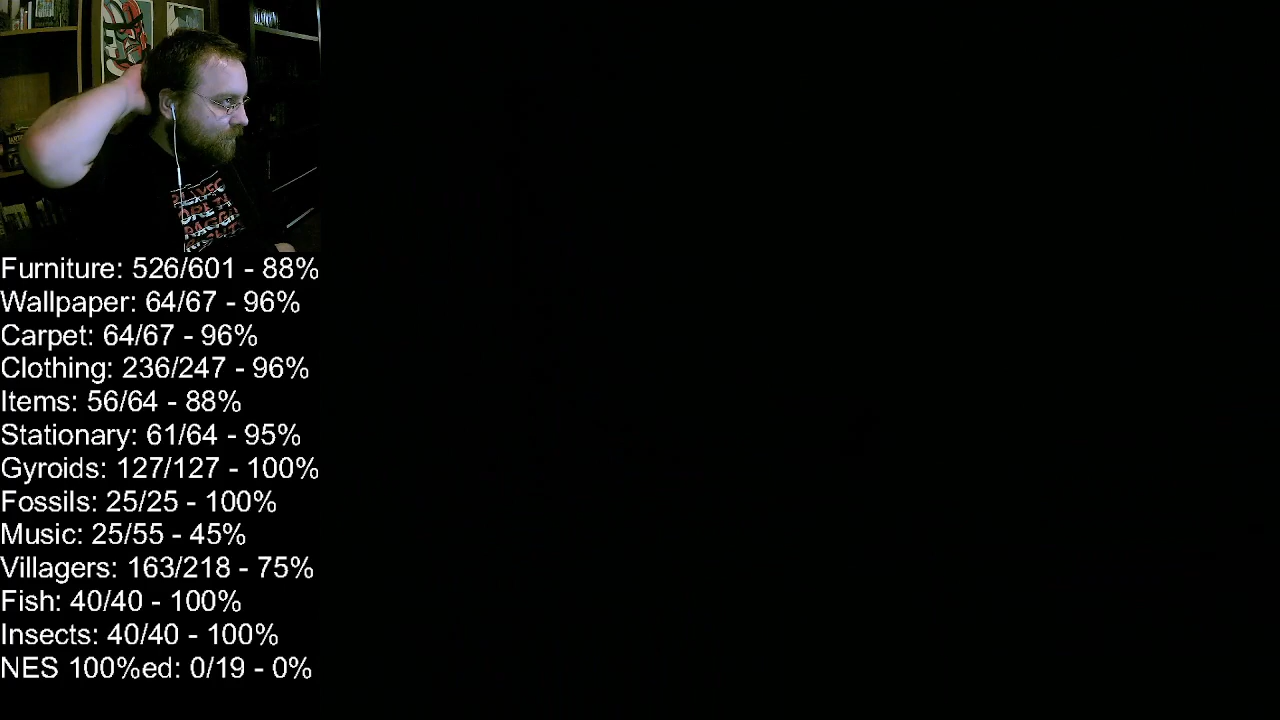 Furniture: 526/601 - 88%
Wallpaper: 64/67 - 96%
Carpet: 64/67 - 96%
Clothing: 236/247 - 96%
Items: 56/64 - 88%
Stationary: 61/64 - 95%
Gyroids: 127/127 - 100%
Fossils: 25/25 - 100%
Music: 25/55 - 45%
Villagers: 163/218 - 75%
Fish: 40/40 - 100%
Insects: 40/40 - 100%
NES 100%ed: 0/19 - 0%